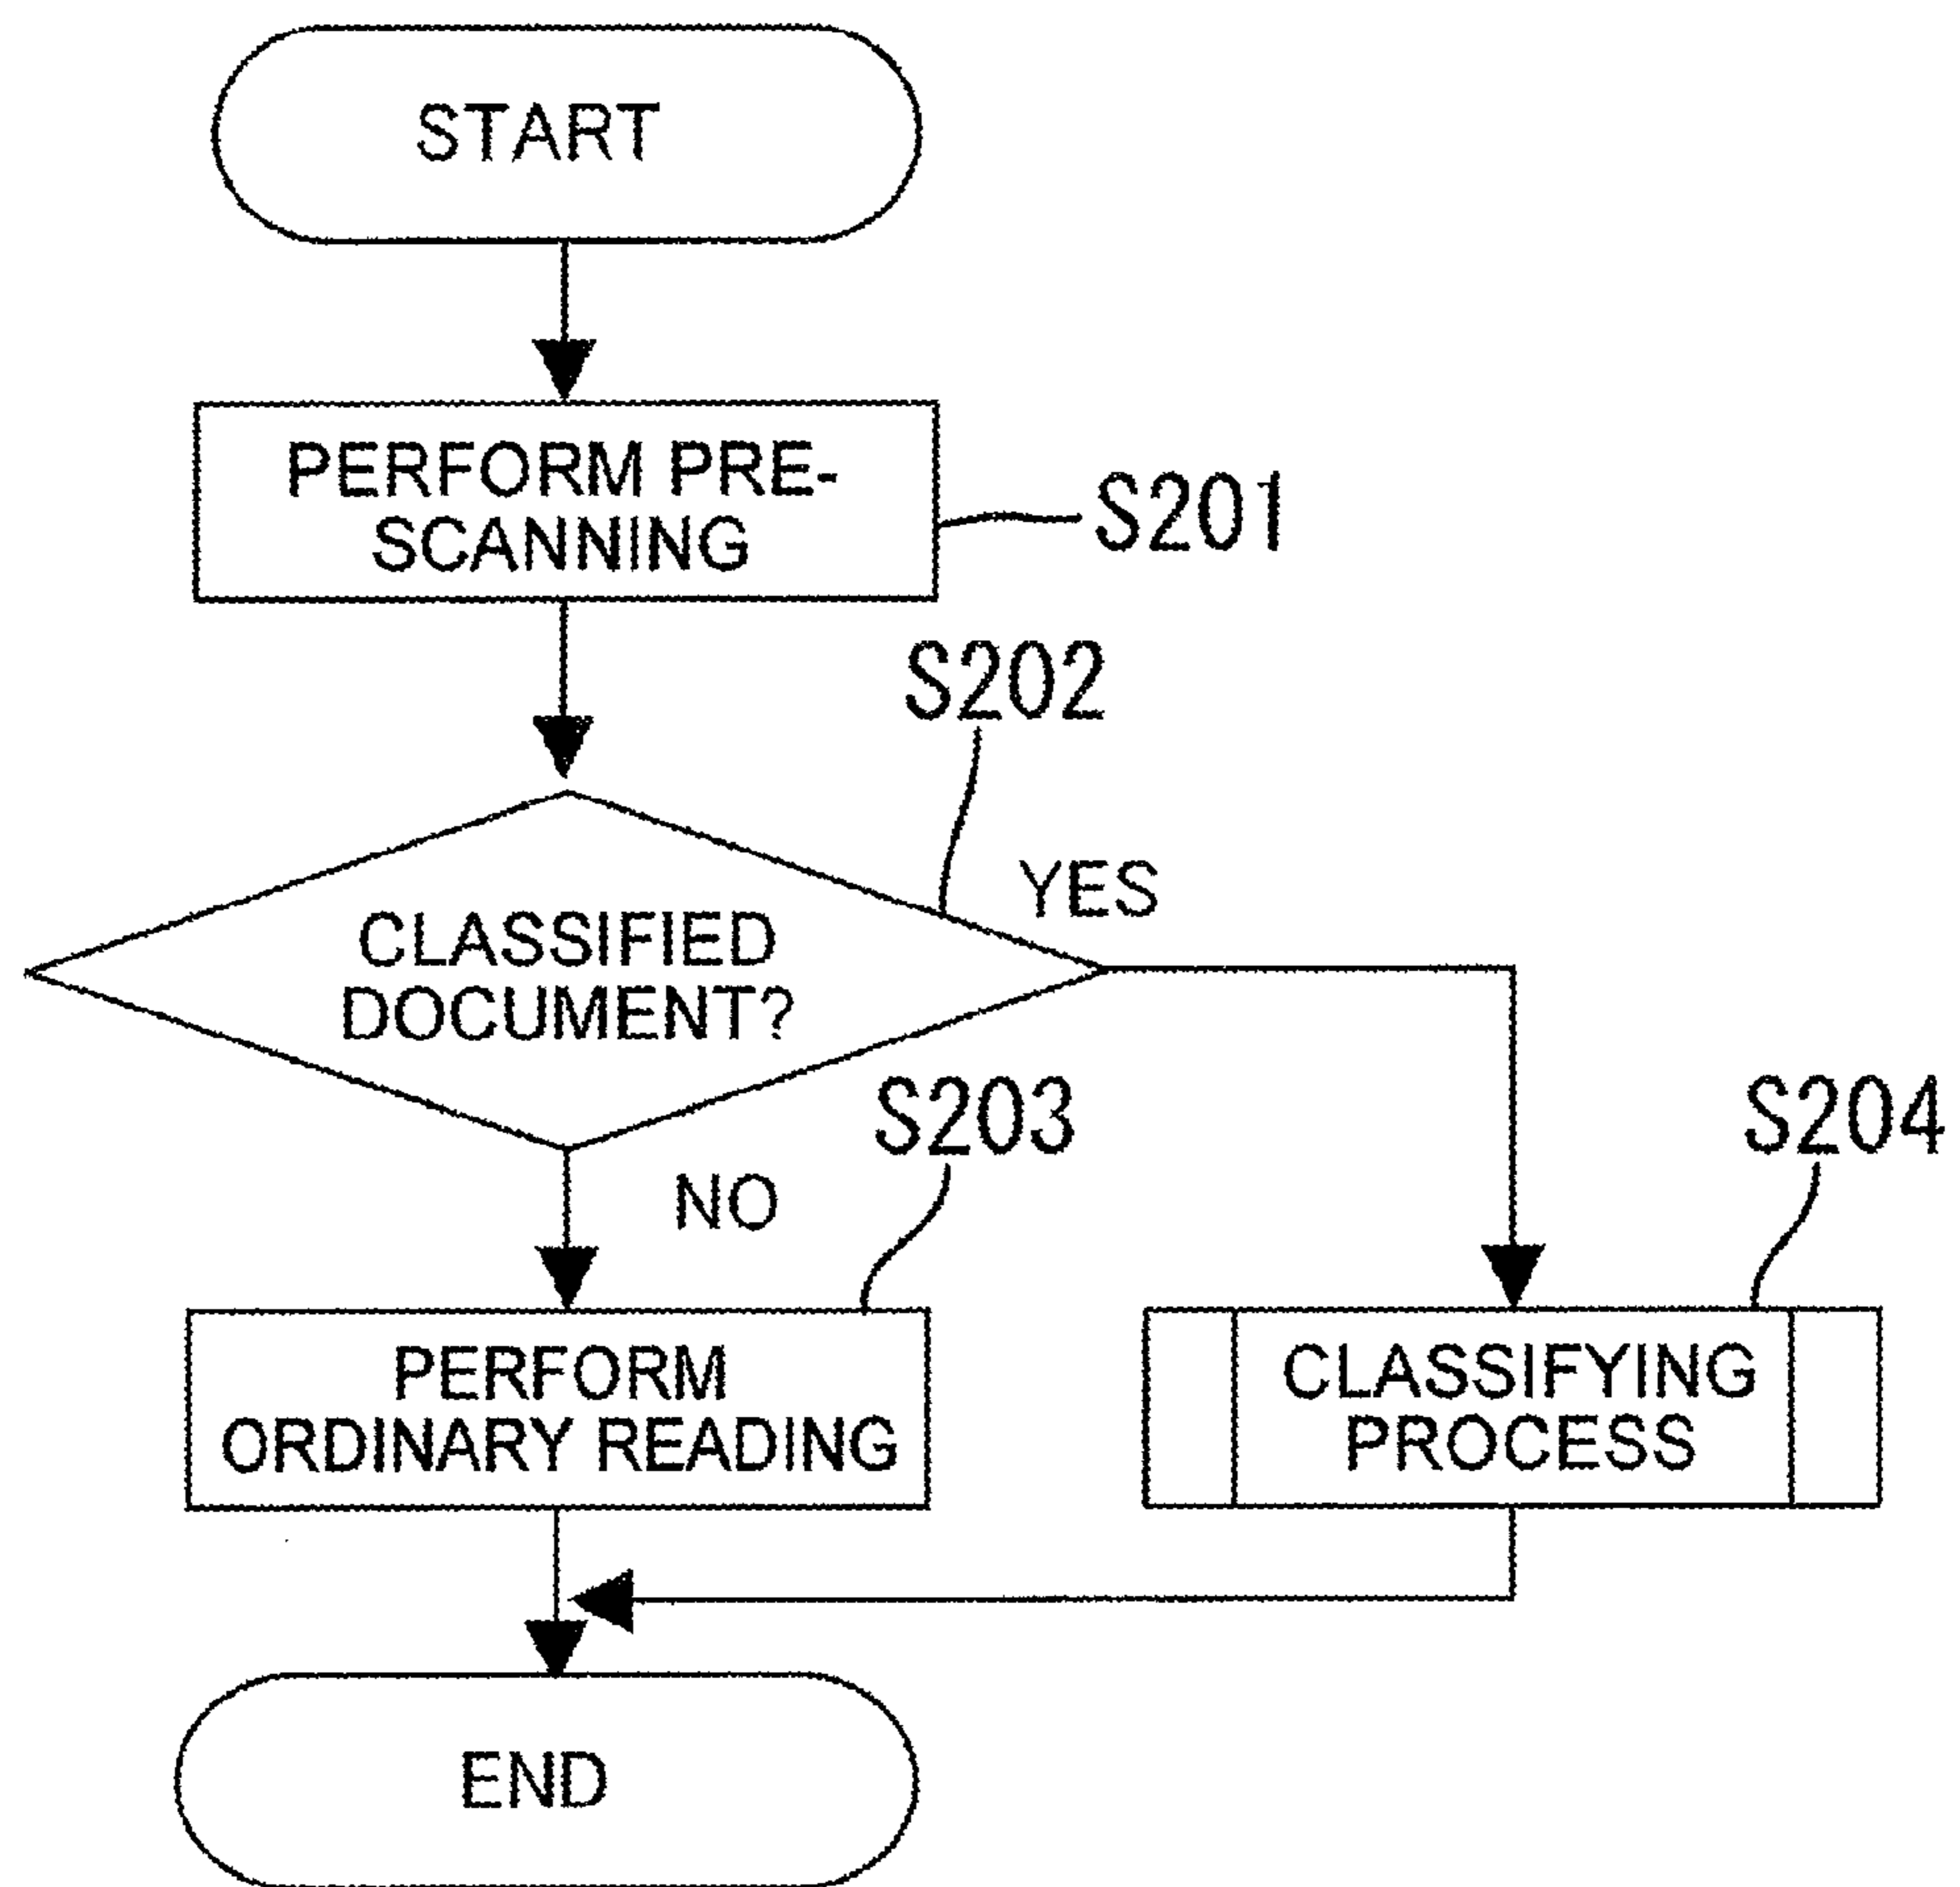 START
PERFORM PRE-
SCANNING
S201
S202
YES
CLASSIFIED
DOCUMENT?
S203
S204
NO
PERFORM
ORDINARY READING
CLASSIFYING
PROCESS
END